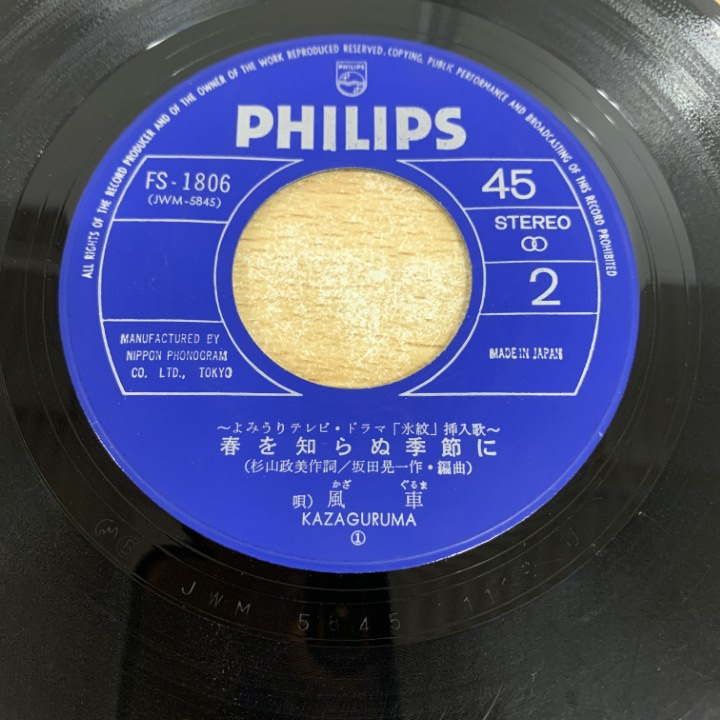 ALL RIGHTS OF THE RECORD PRODUCER AND OF THE OWNER OF THE WORK REPRODUCED RESERVED. COPYING, PUBLIC PERFORMANCE AND BROADCASTING OF THIS RECORD PROHIBITED
PHILIPS
PHILIPS
FS-1806
(JWM-5845)
45
STEREO
2
MANUFACTURED BY
NIPPON PHONOGRAM
CO. LTD., TOKYO
MADE IN JAPAN
～よみうりテレビ・ドラマ「氷紋」挿入歌～
春を知らぬ季節に
(杉山政美作詞／坂田晃一作・編曲)
かざ ぐるま
唄) 風車
KAZAGURUMA
①
JWM 5845